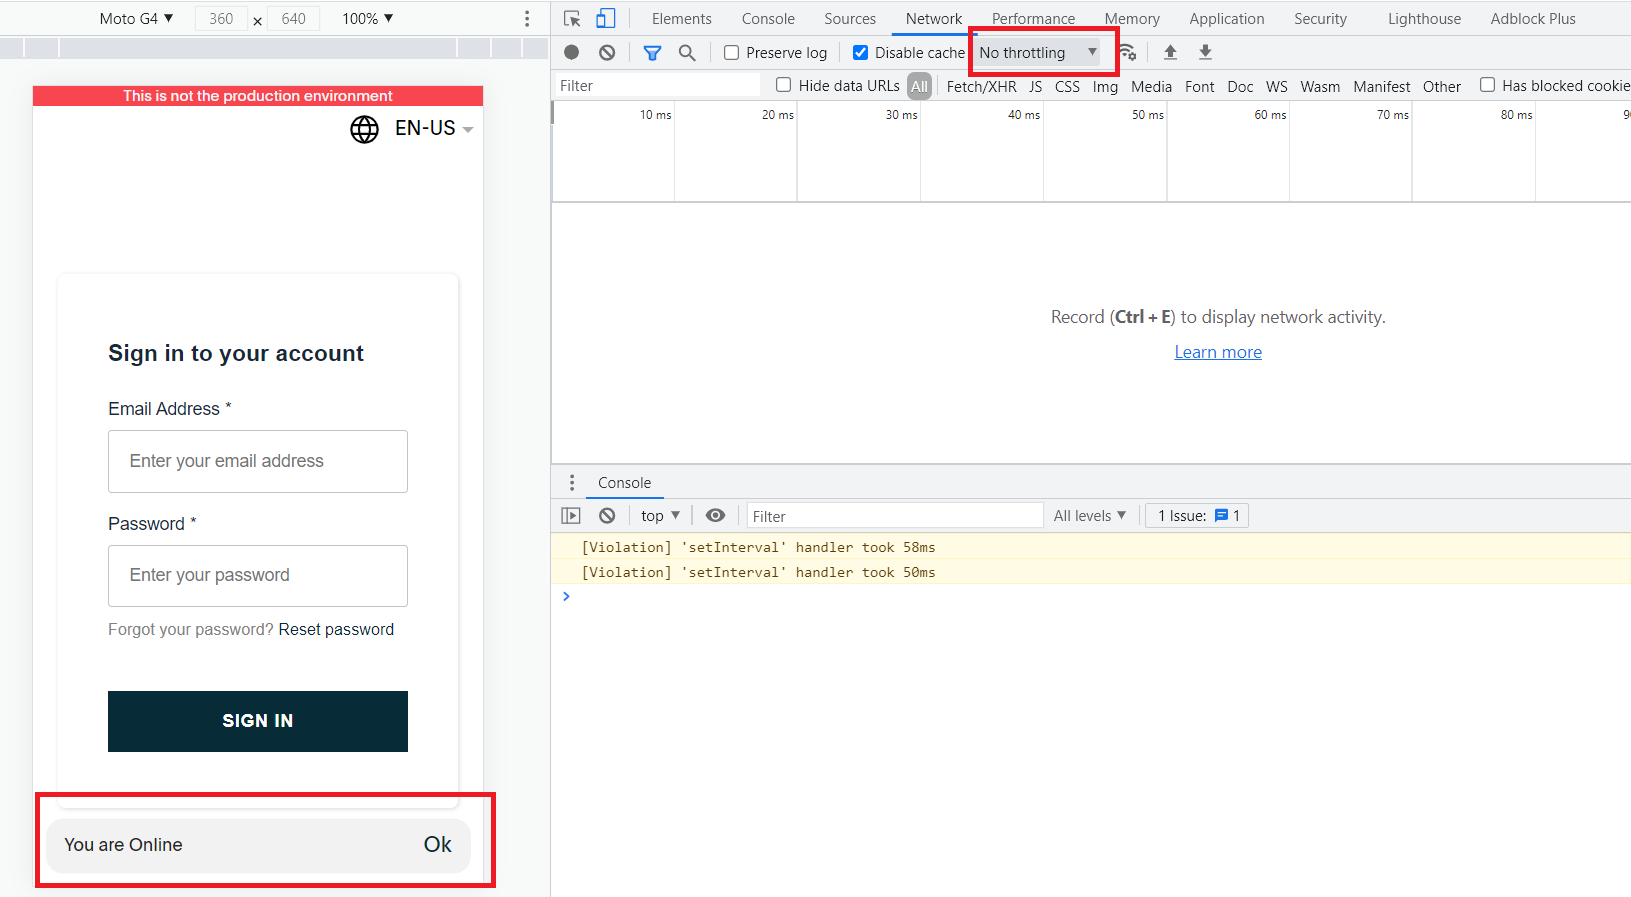 Moto G4 ▼ 360 × 640 100% ▼
This is not the production environment
EN-US
Sign in to your account
Email Address *
Enter your email address
Password *
Enter your password
Forgot your password? Reset password
SIGN IN
You are Online Ok
Elements Console Sources Network Performance Memory Application Security Lighthouse Adblock Plus
Preserve log Disable cache No throttling ▼
Filter Hide data URLs All Fetch/XHR JS CSS Img Media Font Doc WS Wasm Manifest Other Has blocked cookie
10 ms 20 ms 30 ms 40 ms 50 ms 60 ms 70 ms 80 ms 9
Record (Ctrl + E) to display network activity.
Learn more
Console
top ▼ Filter All levels ▼ 1 Issue: 1
[Violation] 'setInterval' handler took 58ms
[Violation] 'setInterval' handler took 50ms